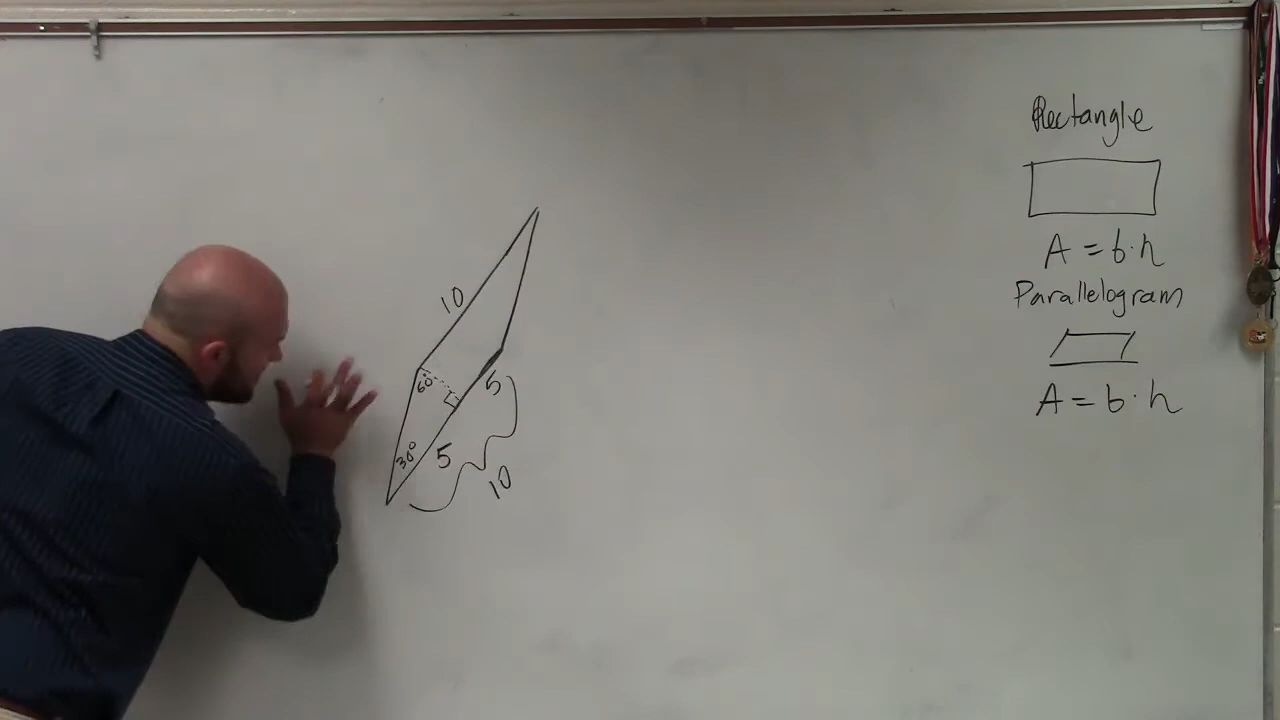 10
60°
30°
5
5
10
Rectangle
A = b·h
Parallelogram
A = b·h